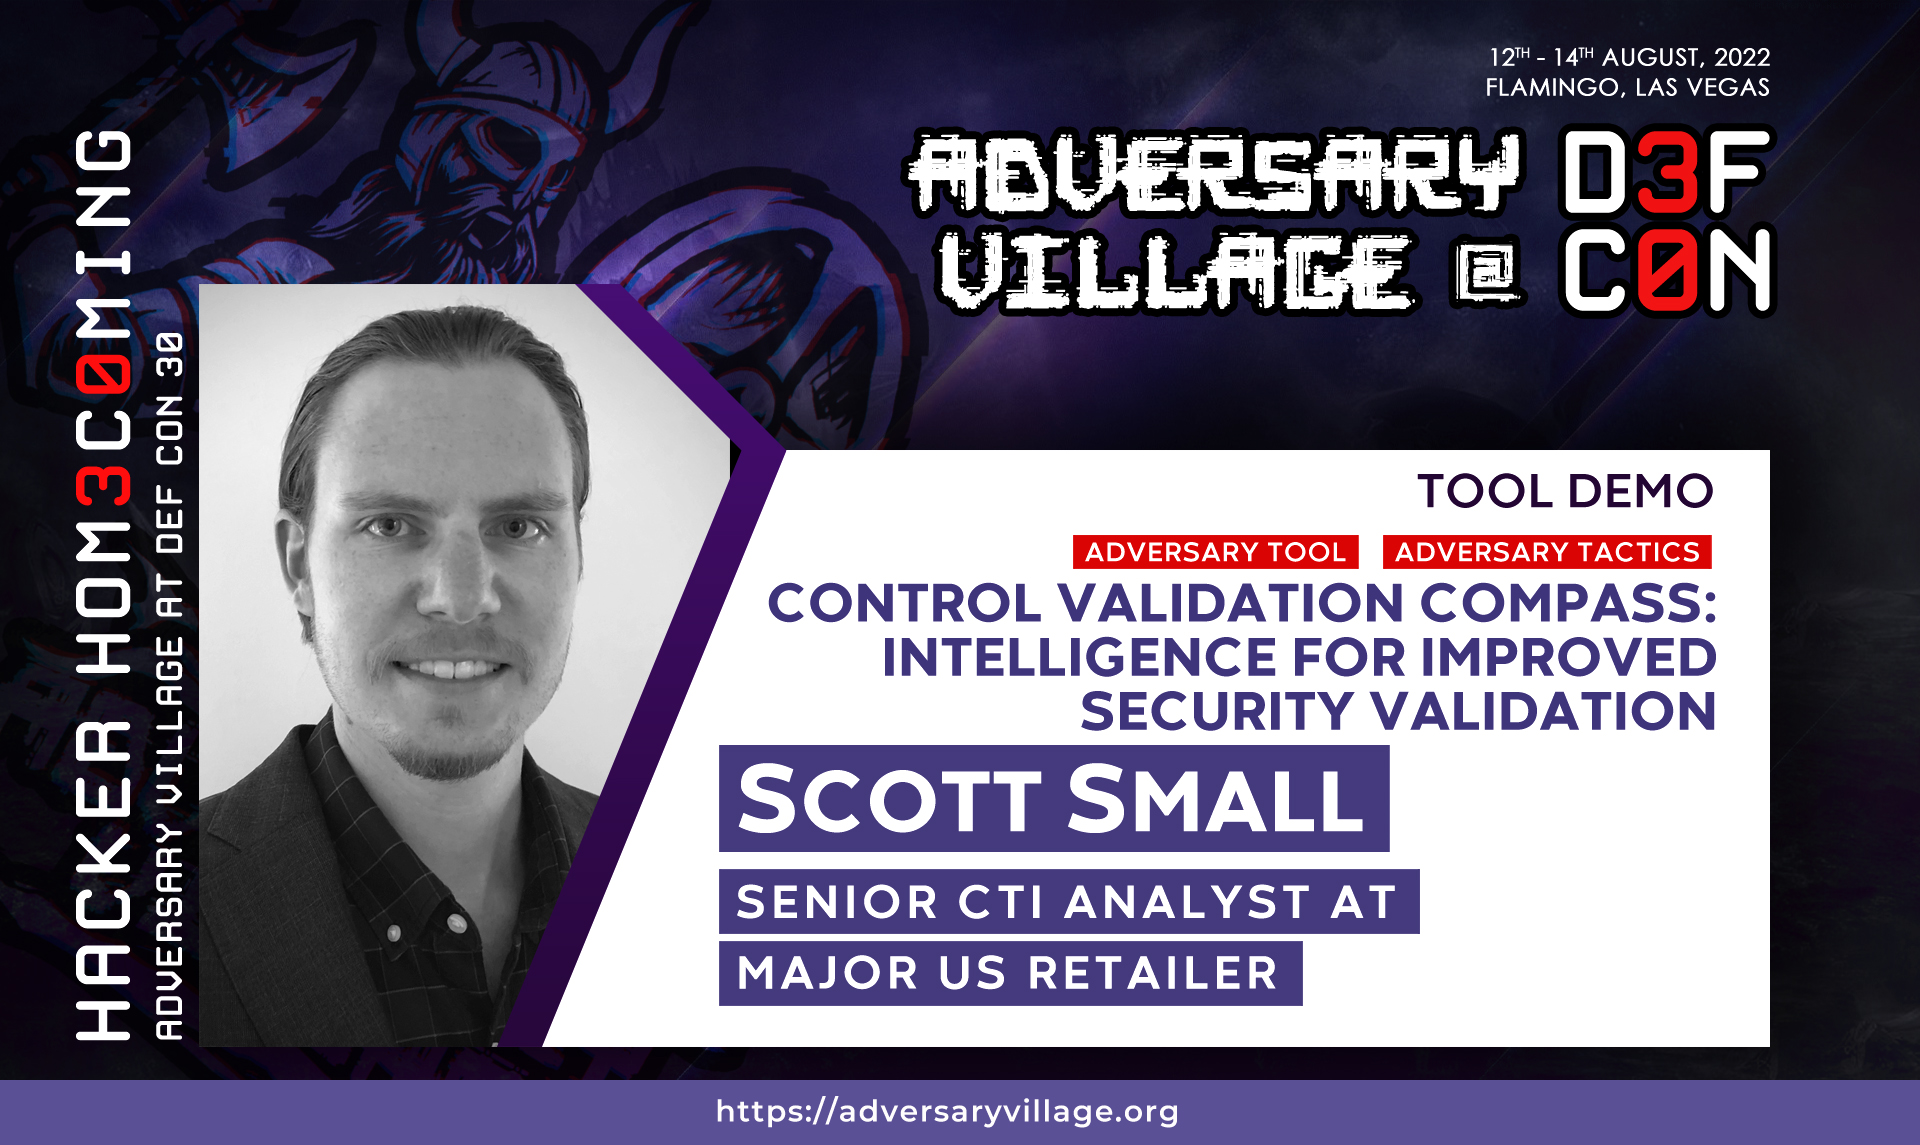 12TH - 14TH AUGUST, 2022
FLAMINGO, LAS VEGAS
ADVERSARY D3F
VILLAGE @ C0N
HACKER HOM3C0MING
ADVERSARY VILLAGE AT DEF CON 30
TOOL DEMO
ADVERSARY TOOL ADVERSARY TACTICS
CONTROL VALIDATION COMPASS:
INTELLIGENCE FOR IMPROVED
SECURITY VALIDATION
SCOTT SMALL
SENIOR CTI ANALYST AT
MAJOR US RETAILER
https://adversaryvillage.org